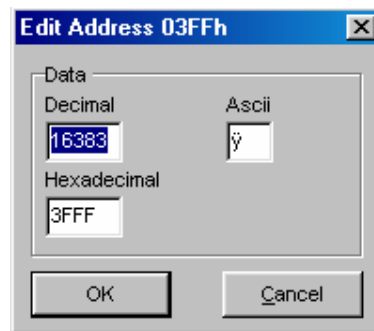 Edit Address 03FFh
Data
Decimal
Ascii
16383
ÿ
Hexadecimal
3FFF
OK
Cancel